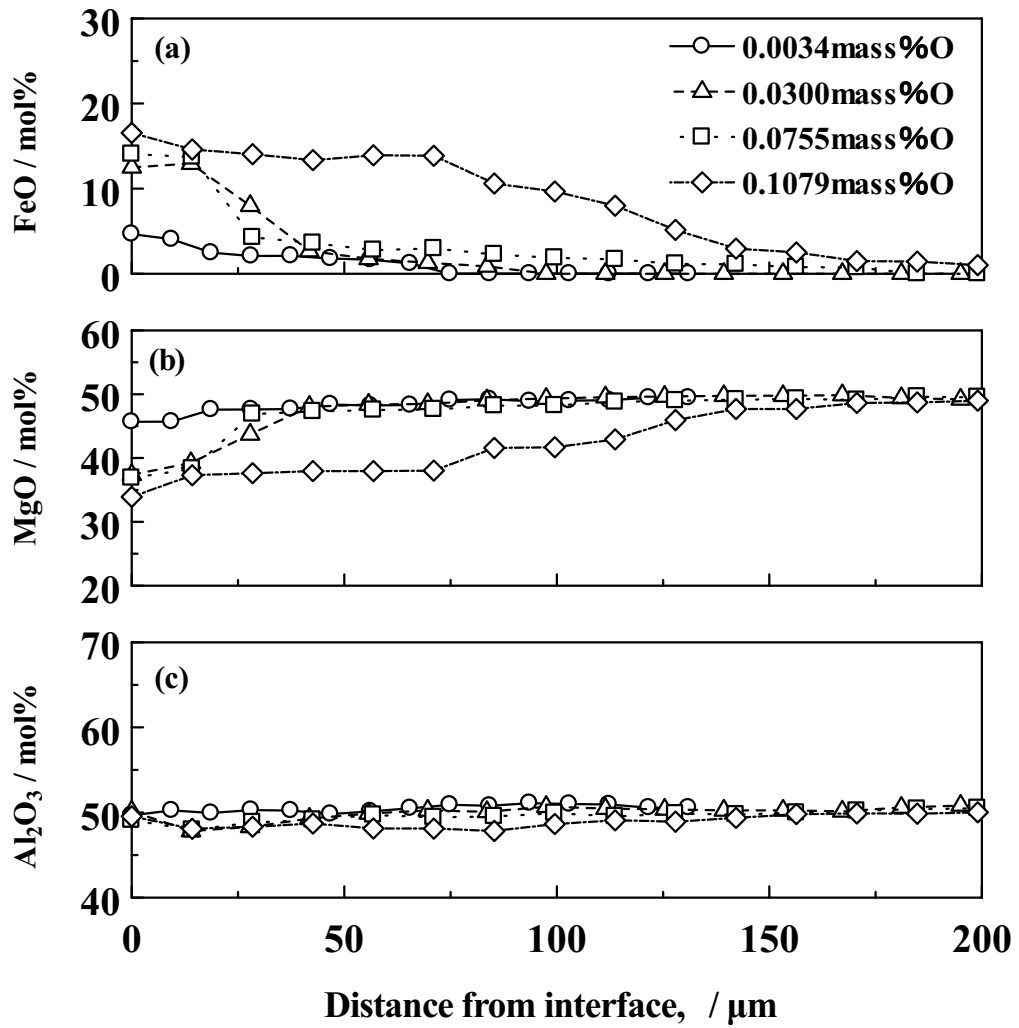 30
20
10
0
FeO / mol%
(a)
0.0034mass%O
0.0300mass%O
0.0755mass%O
0.1079mass%O
60
50
40
30
20
MgO / mol%
(b)
70
60
50
40
Al₂O₃ / mol%
(c)
0 50 100 150 200
Distance from interface, / μm